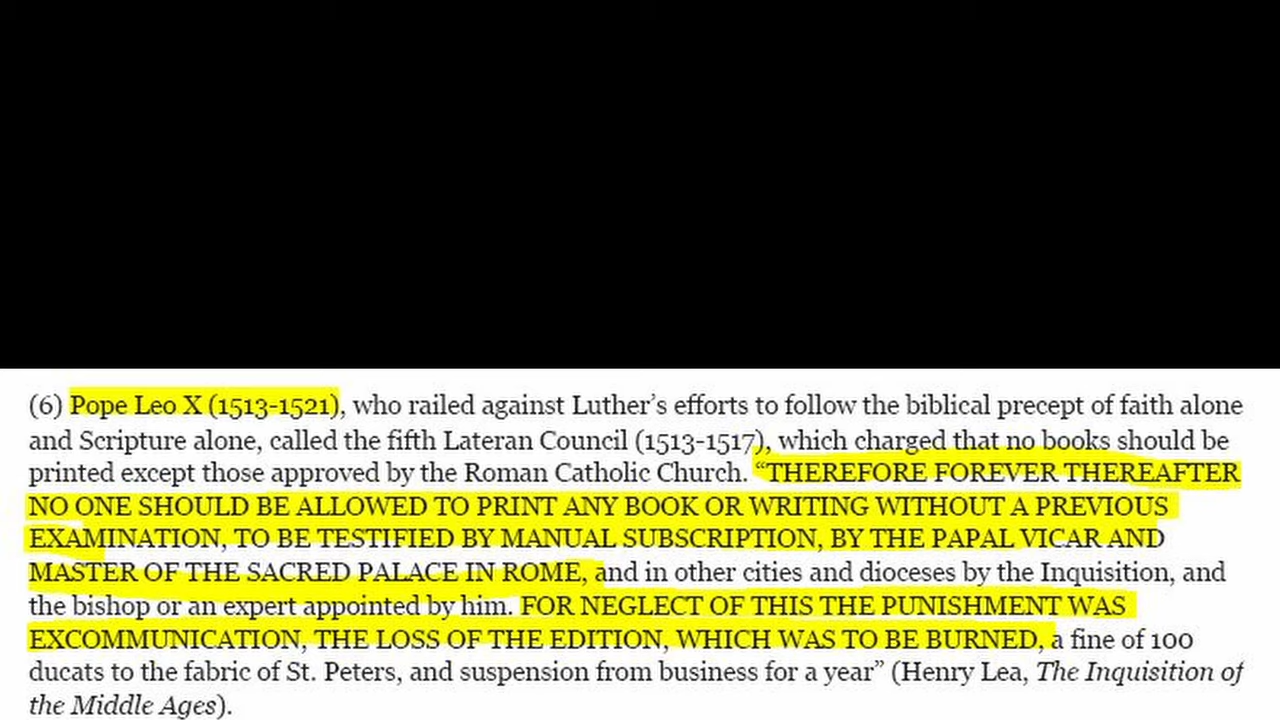 (6) Pope Leo X (1513-1521), who railed against Luther’s efforts to follow the biblical precept of faith alone
and Scripture alone, called the fifth Lateran Council (1513-1517), which charged that no books should be
printed except those approved by the Roman Catholic Church. “THEREFORE FOREVER THEREAFTER
NO ONE SHOULD BE ALLOWED TO PRINT ANY BOOK OR WRITING WITHOUT A PREVIOUS
EXAMINATION, TO BE TESTIFIED BY MANUAL SUBSCRIPTION, BY THE PAPAL VICAR AND
MASTER OF THE SACRED PALACE IN ROME, and in other cities and dioceses by the Inquisition, and
the bishop or an expert appointed by him. FOR NEGLECT OF THIS THE PUNISHMENT WAS
EXCOMMUNICATION, THE LOSS OF THE EDITION, WHICH WAS TO BE BURNED, a fine of 100
ducats to the fabric of St. Peters, and suspension from business for a year” (Henry Lea, The Inquisition of
the Middle Ages).